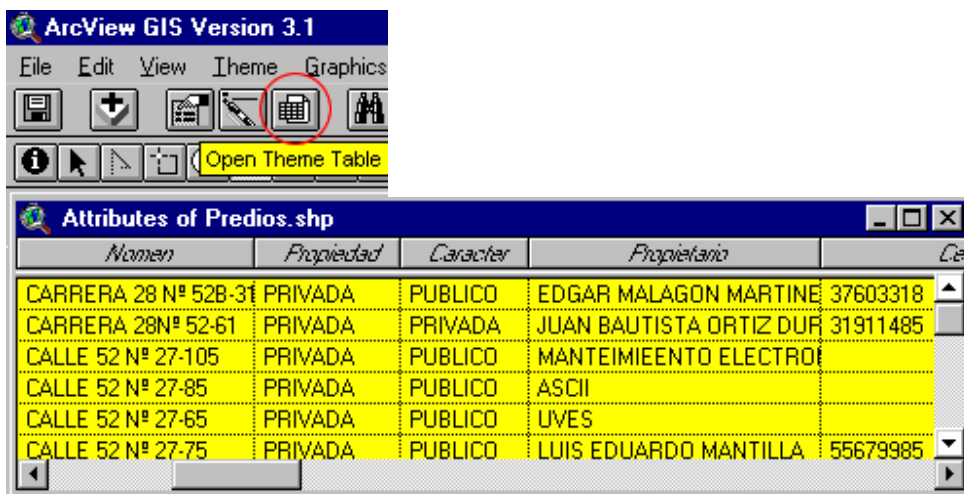 ArcView GIS Version 3.1
File Edit View Theme Graphics
Open Theme Table
Attributes of Predios.shp
Nomen Propiedad Caracter Propietario Ce
CARRERA 28 Nº 52B-31 PRIVADA PUBLICO EDGAR MALAGON MARTINE 37603318
CARRERA 28Nº 52-61 PRIVADA PRIVADA JUAN BAUTISTA ORTIZ DUR 31911485
CALLE 52 Nº 27-105 PRIVADA PUBLICO MANTEIMIEENTO ELECTRO
CALLE 52 Nº 27-85 PRIVADA PUBLICO ASCII
CALLE 52 Nº 27-65 PRIVADA PUBLICO UVES
CALLE 52 Nº 27-75 PRIVADA PUBLICO LUIS EDUARDO MANTILLA 55679985